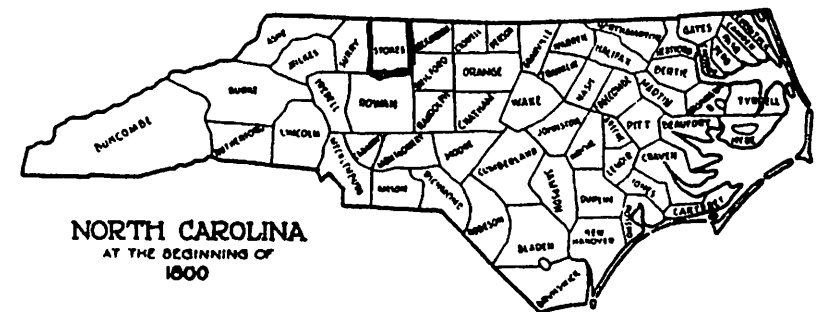 ASHE
WILKES
SURRY
STOKES
ROCKINGHAM
CASWELL
PERSON
GRANVILLE
WARREN
NORTHAMPTON
HALIFAX
HERTFORD
GATES
CAMDEN
BERTIE
BURKE
IREDELL
ROWAN
GUILFORD
ORANGE
FRANKLIN
NASH
EDGECOMBE
MARTIN
TYRRELL
BUNCOMBE
RUTHERFORD
LINCOLN
RANDOLPH
CHATHAM
WAKE
JOHNSTON
PITT
BEAUFORT
HYDE
MONTGOMERY
MOORE
CUMBERLAND
WAYNE
LENOIR
CRAVEN
ANSON
RICHMOND
SAMPSON
DUPLIN
JONES
CARTERET
ROBESON
BLADEN
NEW
HANOVER
ONSLOW
BRUNSWICK
NORTH CAROLINA
AT THE BEGINNING OF
1800